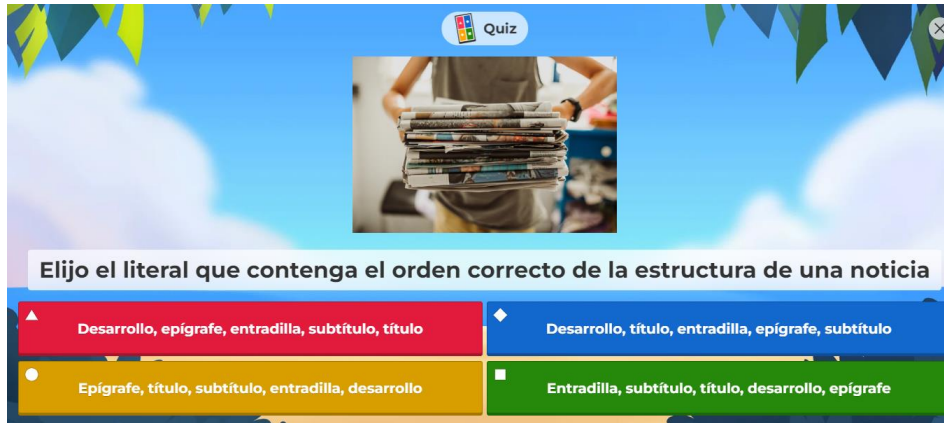 Quiz
Elijo el literal que contenga el orden correcto de la estructura de una noticia
Desarrollo, epígrafe, entradilla, subtítulo, título
Desarrollo, título, entradilla, epígrafe, subtítulo
Epígrafe, título, subtítulo, entradilla, desarrollo
Entradilla, subtítulo, título, desarrollo, epígrafe